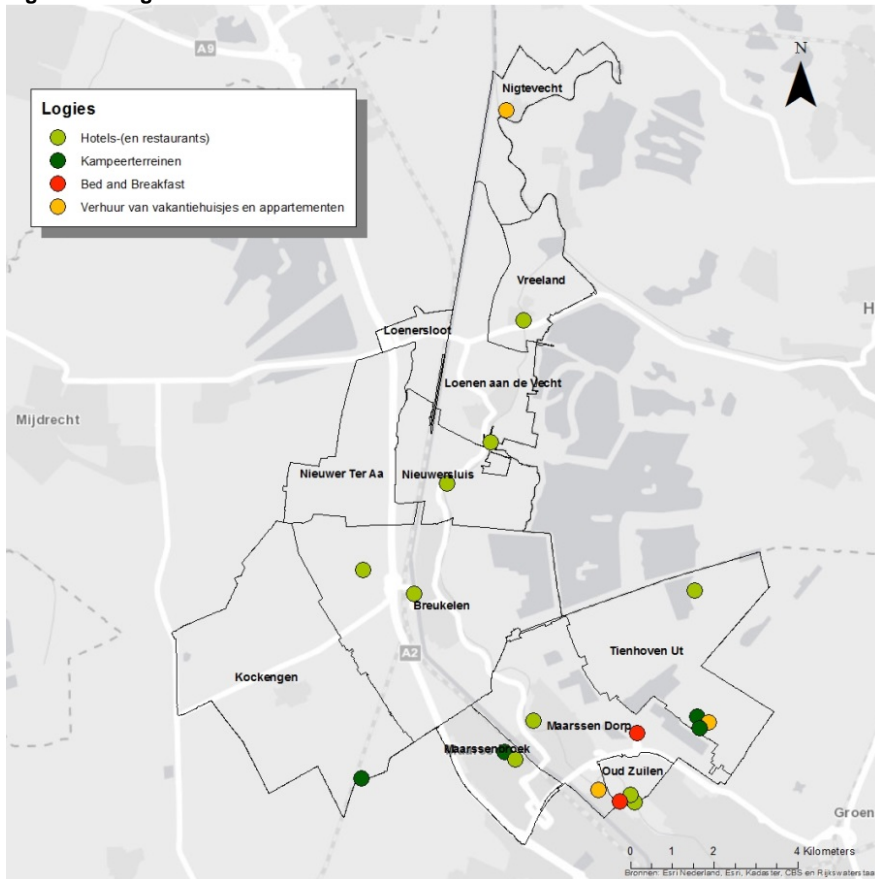 A9
N
Logies
Hotels-(en restaurants)
Kampeerterreinen
Bed and Breakfast
Verhuur van vakantiehuisjes en appartementen
Nigtevecht
Vreeland
H
Loenersloot
Loenen aan de Vecht
Mijdrecht
Nieuwer Ter Aa
Nieuwersluis
Breukelen
Tienhoven Ut
A2
Kockengen
Maarssen Dorp
Maarssenbroek
Oud Zuilen
Groen
0 1 2 4 Kilometers
Bronnen: Esri Nederland, Esri, Kadaster, CBS en Rijkswaterstaa